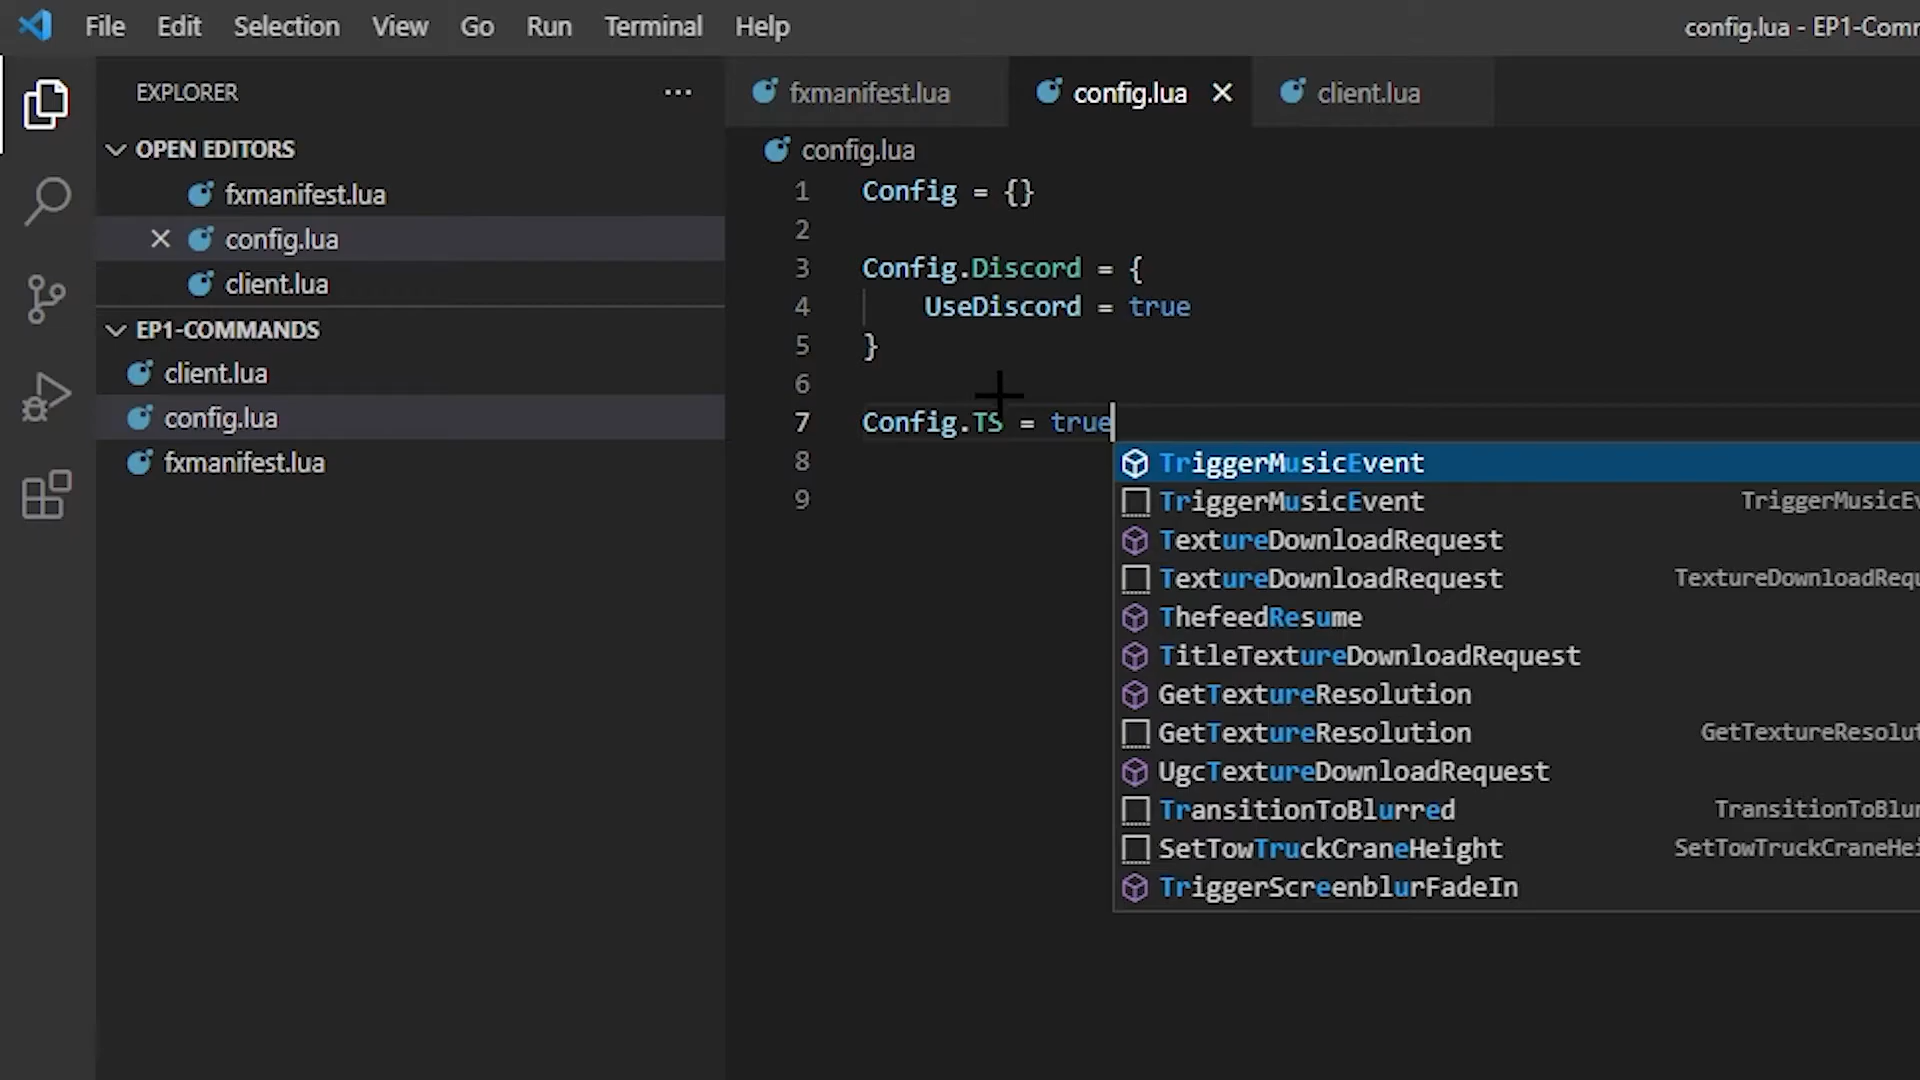 File Edit Selection View Go Run Terminal Help config.lua - EP1-Comm
EXPLORER
OPEN EDITORS
fxmanifest.lua
config.lua
client.lua
EP1-COMMANDS
client.lua
config.lua
fxmanifest.lua
fxmanifest.lua config.lua client.lua
config.lua
1 Config = {}
2
3 Config.Discord = {
4 UseDiscord = true
5 }
6
7 Config.TS = true
8
9
TriggerMusicEvent
TriggerMusicEvent TriggerMusicEv
TextureDownloadRequest
TextureDownloadRequest TextureDownloadRequ
ThefeedResume
TitleTextureDownloadRequest
GetTextureResolution
GetTextureResolution GetTextureResolut
UgcTextureDownloadRequest
TransitionToBlurred TransitionToBlur
SetTowTruckCraneHeight SetTowTruckCraneHei
TriggerScreenblurFadeIn